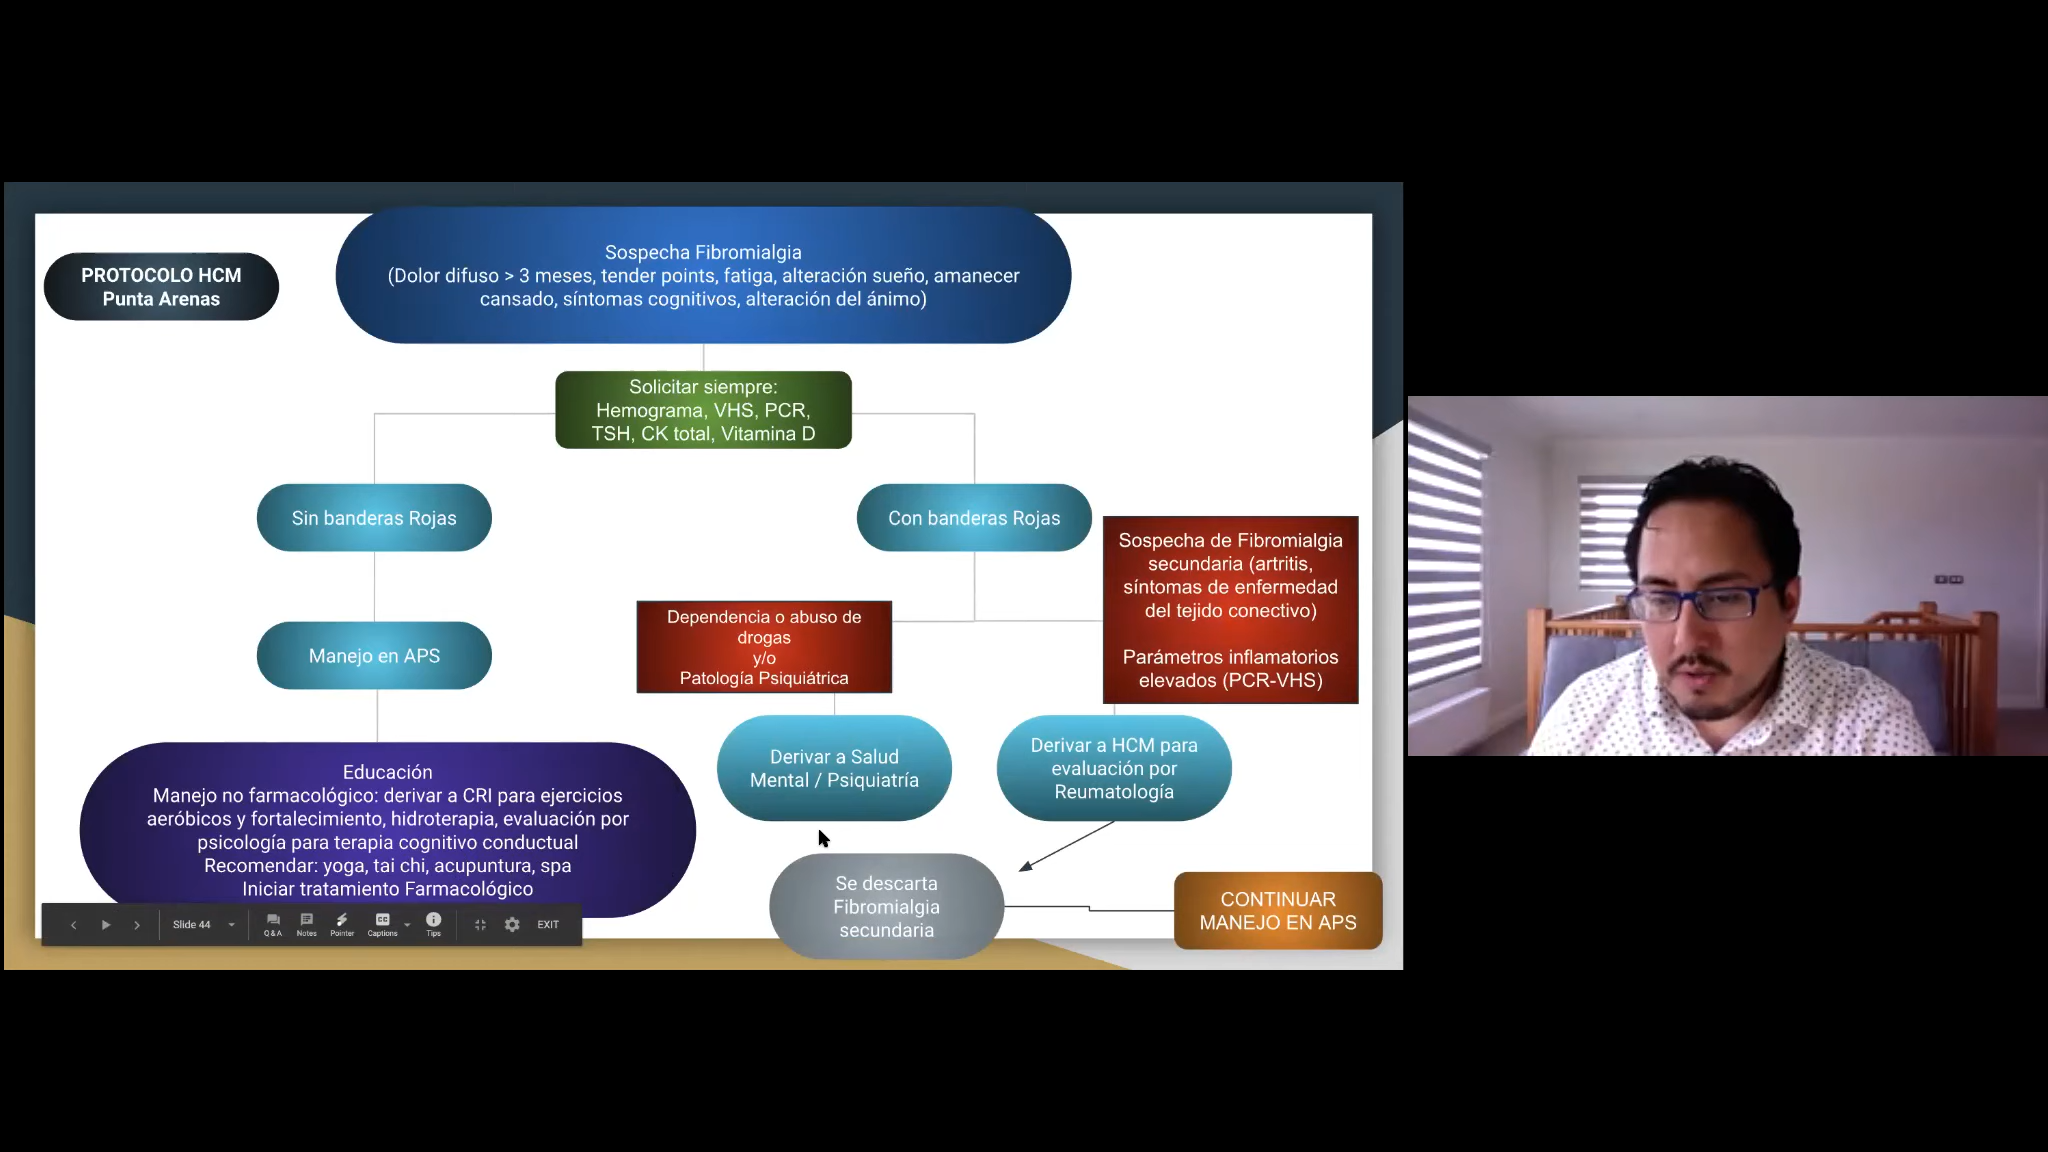 PROTOCOLO HCM
Punta Arenas
Sospecha Fibromialgia
(Dolor difuso > 3 meses, tender points, fatiga, alteración sueño, amanecer
cansado, síntomas cognitivos, alteración del ánimo)
Solicitar siempre:
Hemograma, VHS, PCR,
TSH, CK total, Vitamina D
Sin banderas Rojas
Con banderas Rojas
Manejo en APS
Dependencia o abuso de
drogas
y/o
Patología Psiquiátrica
Sospecha de Fibromialgia
secundaria (artritis,
síntomas de enfermedad
del tejido conectivo)
Parámetros inflamatorios
elevados (PCR-VHS)
Educación
Manejo no farmacológico: derivar a CRI para ejercicios
aeróbicos y fortalecimiento, hidroterapia, evaluación por
psicología para terapia cognitivo conductual
Recomendar: yoga, tai chi, acupuntura, spa
Iniciar tratamiento Farmacológico
Derivar a Salud
Mental / Psiquiatría
Derivar a HCM para
evaluación por
Reumatología
Se descarta
Fibromialgia
secundaria
CONTINUAR
MANEJO EN APS
Slide 44
Q&A
Notes
Pointer
CC
Captions
Tips
EXIT